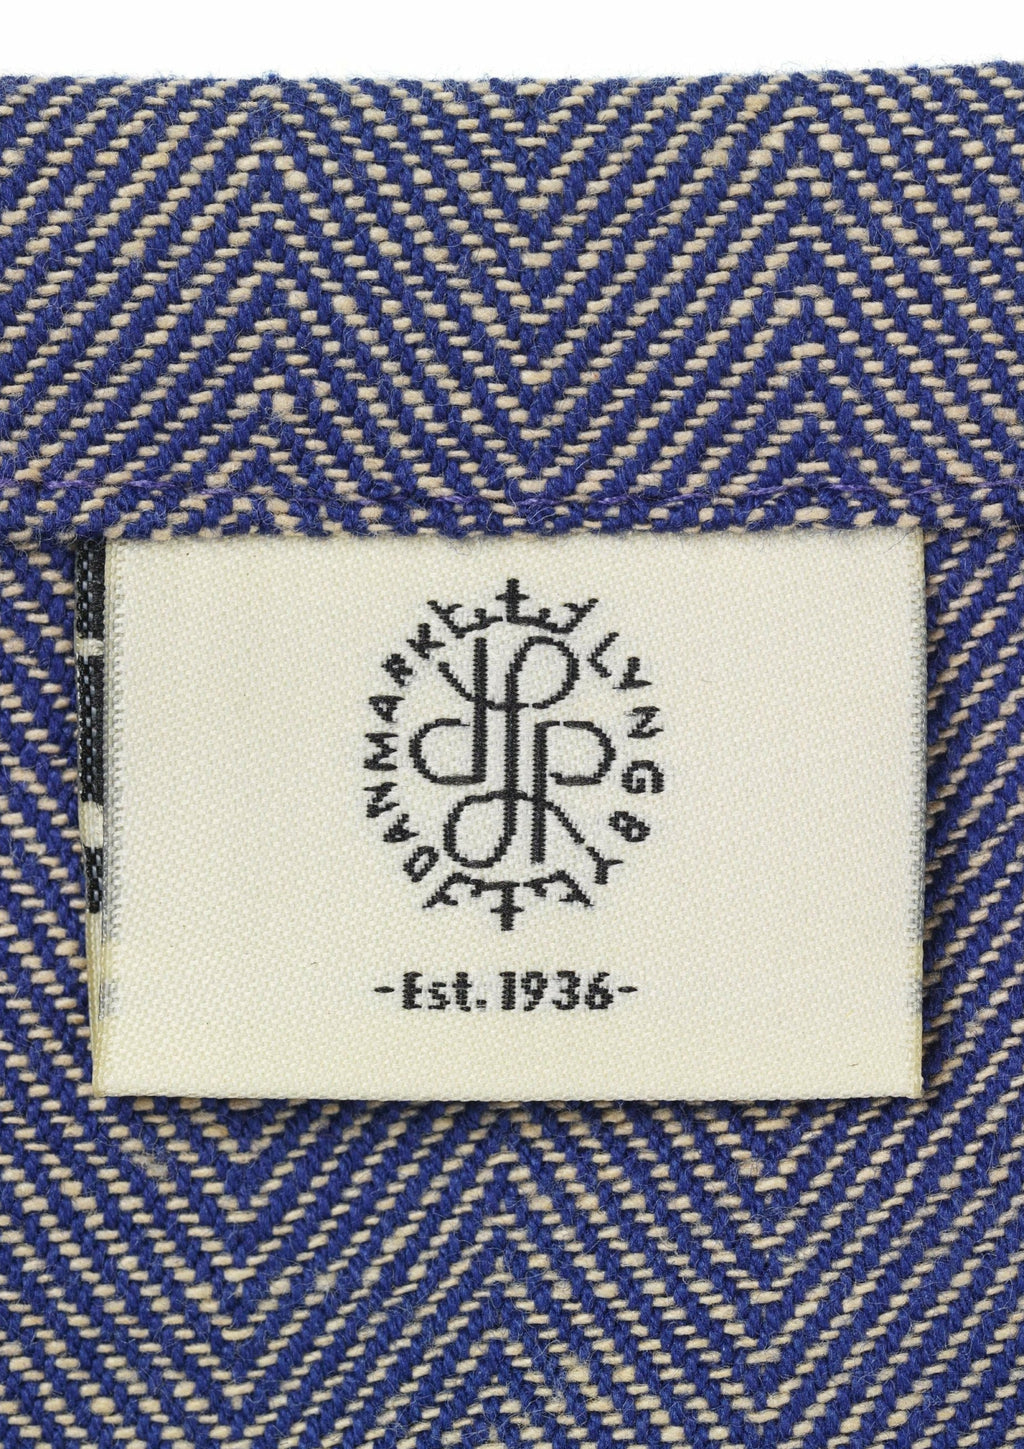 DANMARK
LYNGBY
-Est. 1936-